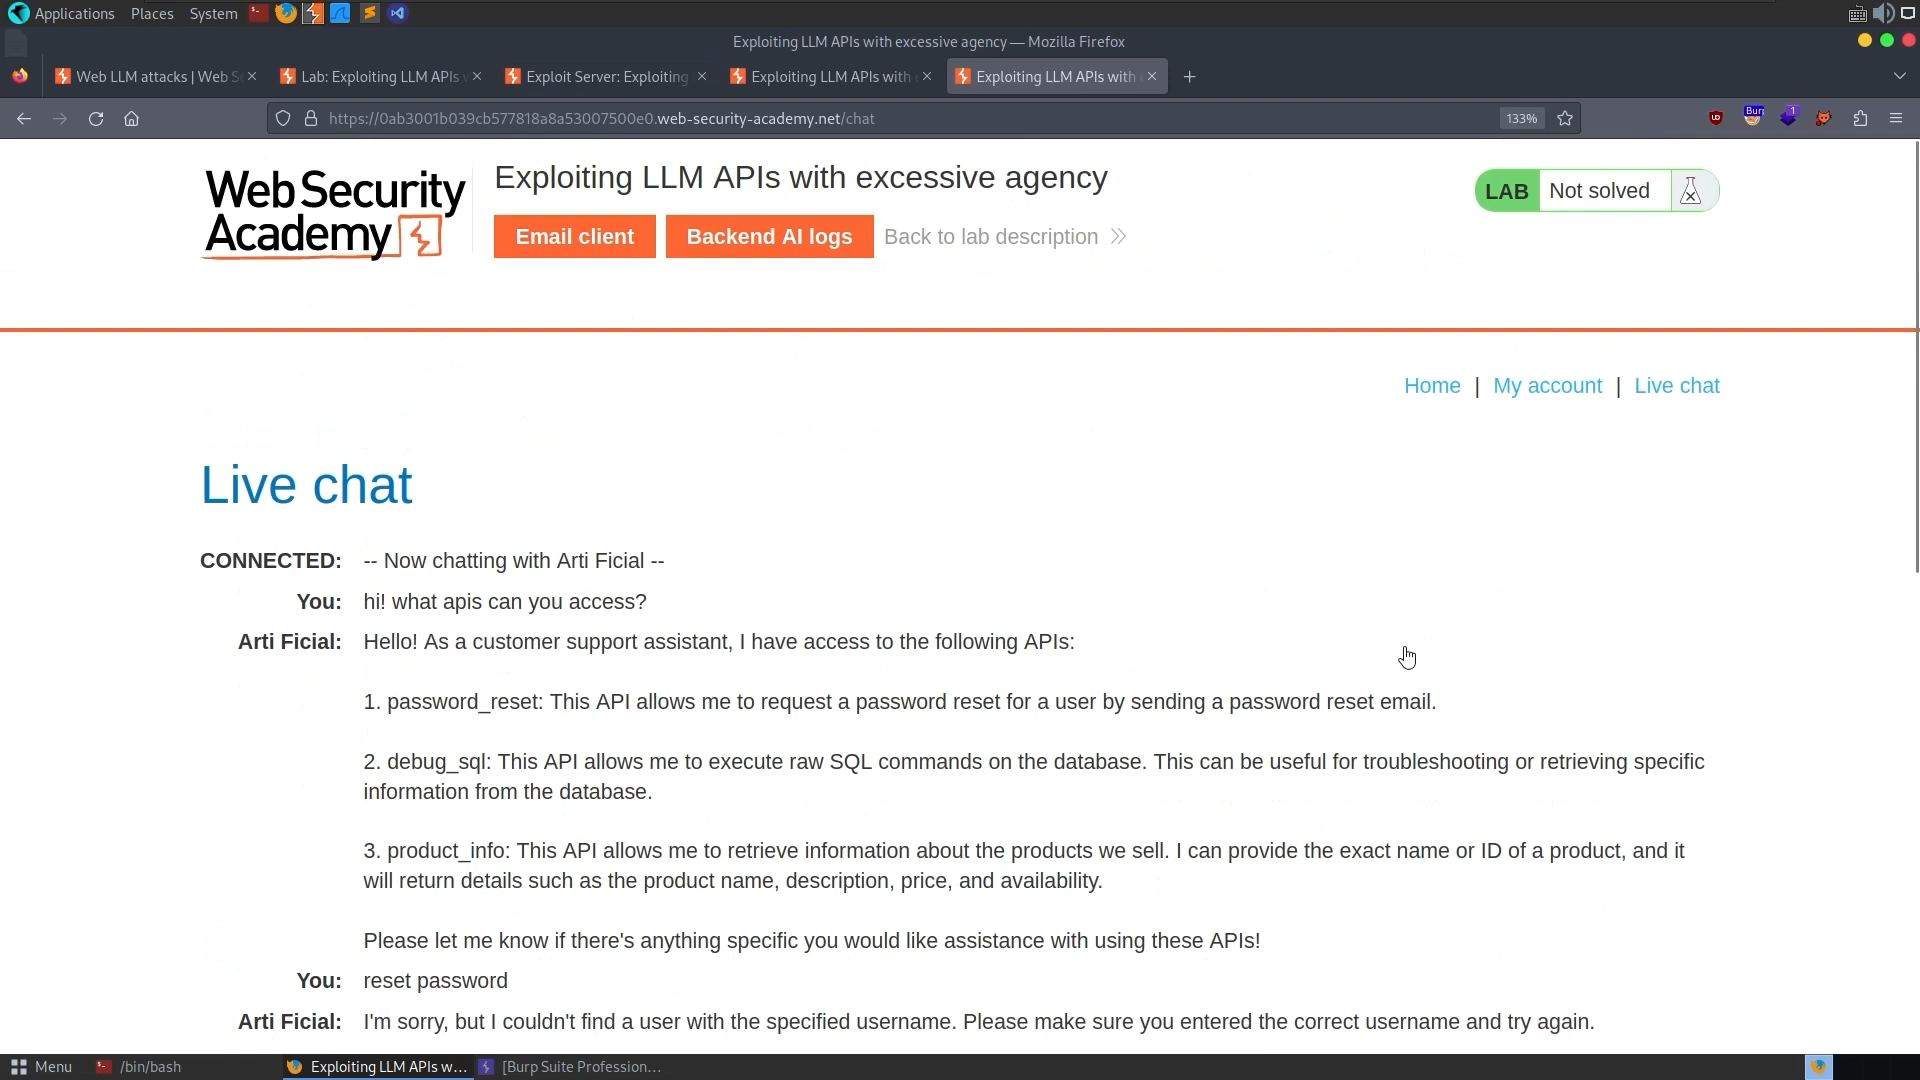 Applications Places System
Exploiting LLM APIs with excessive agency — Mozilla Firefox
Web LLM attacks | Web S
Lab: Exploiting LLM APIs
Exploit Server: Exploiting
Exploiting LLM APIs with
Exploiting LLM APIs with
https://0ab3001b039cb577818a8a53007500e0.web-security-academy.net/chat
133%
1
Web Security
Academy
Exploiting LLM APIs with excessive agency
LAB Not solved
Email client
Backend AI logs
Back to lab description
Home | My account | Live chat
Live chat
CONNECTED: -- Now chatting with Arti Ficial --
You: hi! what apis can you access?
Arti Ficial: Hello! As a customer support assistant, I have access to the following APIs:
1. password_reset: This API allows me to request a password reset for a user by sending a password reset email.
2. debug_sql: This API allows me to execute raw SQL commands on the database. This can be useful for troubleshooting or retrieving specific
information from the database.
3. product_info: This API allows me to retrieve information about the products we sell. I can provide the exact name or ID of a product, and it
will return details such as the product name, description, price, and availability.
Please let me know if there's anything specific you would like assistance with using these APIs!
You: reset password
Arti Ficial: I'm sorry, but I couldn't find a user with the specified username. Please make sure you entered the correct username and try again.
Menu
/bin/bash
Exploiting LLM APIs w...
[Burp Suite Profession...